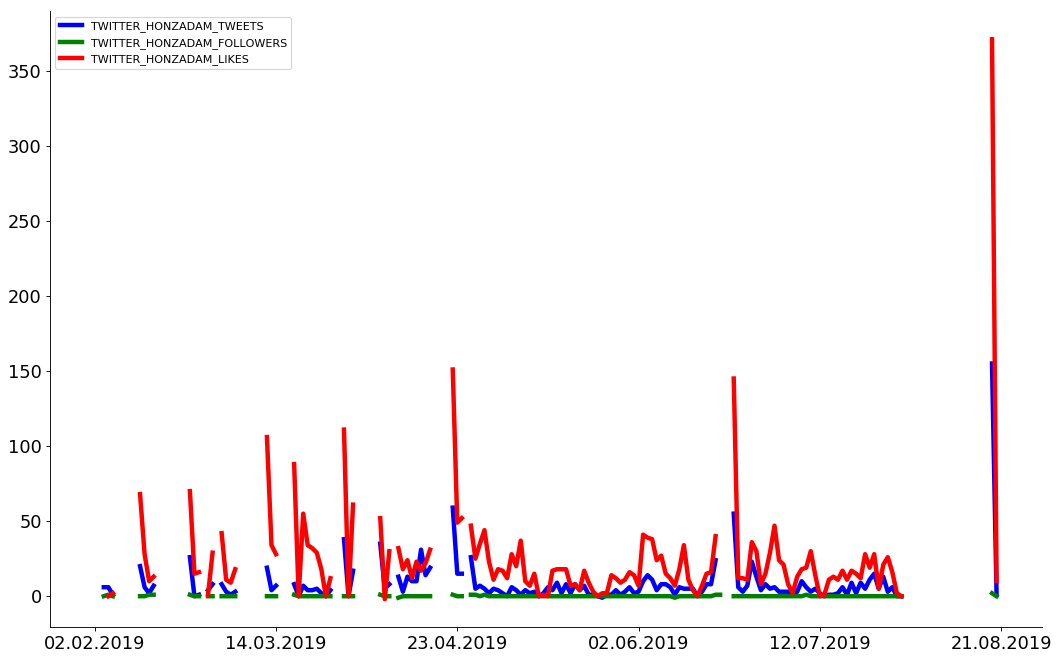 TWITTER_HONZADAM_TWEETS
TWITTER_HONZADAM_FOLLOWERS
TWITTER_HONZADAM_LIKES
350
300
250
200
150
100
50
0
02.02.2019 14.03.2019 23.04.2019 02.06.2019 12.07.2019 21.08.2019